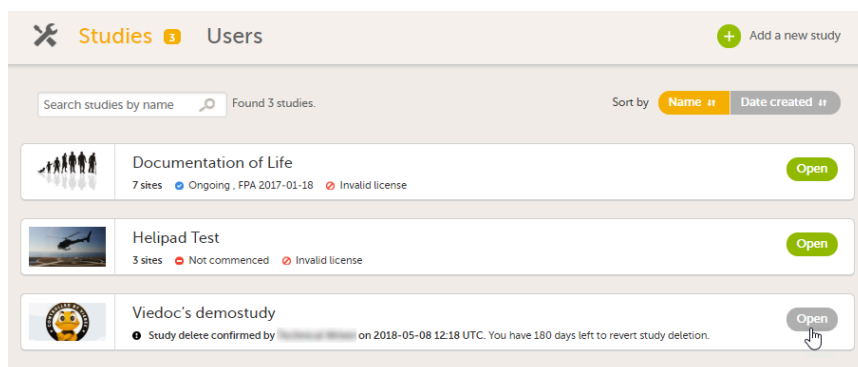 Studies 3 Users
Add a new study
Search studies by name
Found 3 studies.
Sort by Name Date created
Documentation of Life
7 sites Ongoing , FPA 2017-01-18 Invalid license
Open
Helipad Test
3 sites Not commenced Invalid license
Open
Viedoc's demostudy
Study delete confirmed by on 2018-05-08 12:18 UTC. You have 180 days left to revert study deletion.
Open